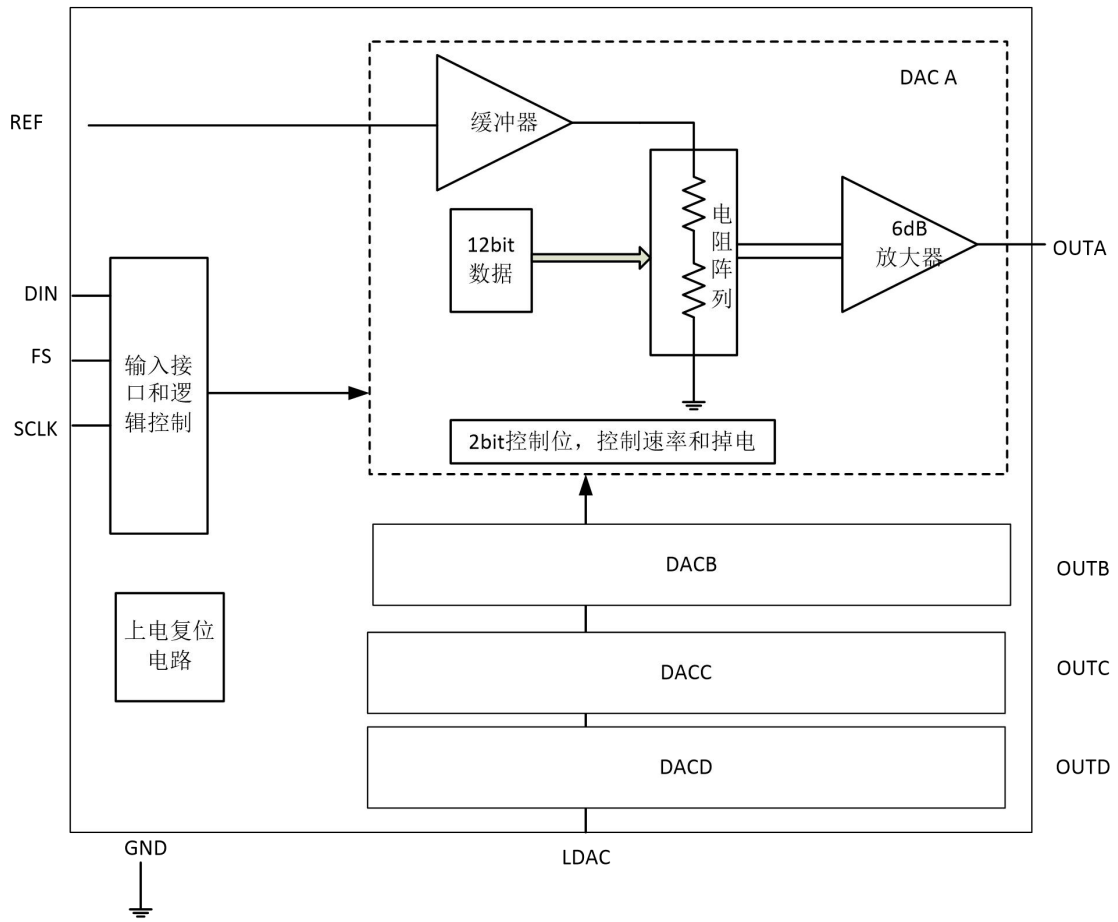 DAC A
REF
缓冲器
电
阻
阵
列
12bit
数据
6dB
放大器
OUTA
DIN
FS
SCLK
输入接
口和逻
辑控制
2bit控制位，控制速率和掉电
DACB
OUTB
上电复位
电路
DACC
OUTC
DACD
OUTD
GND
LDAC